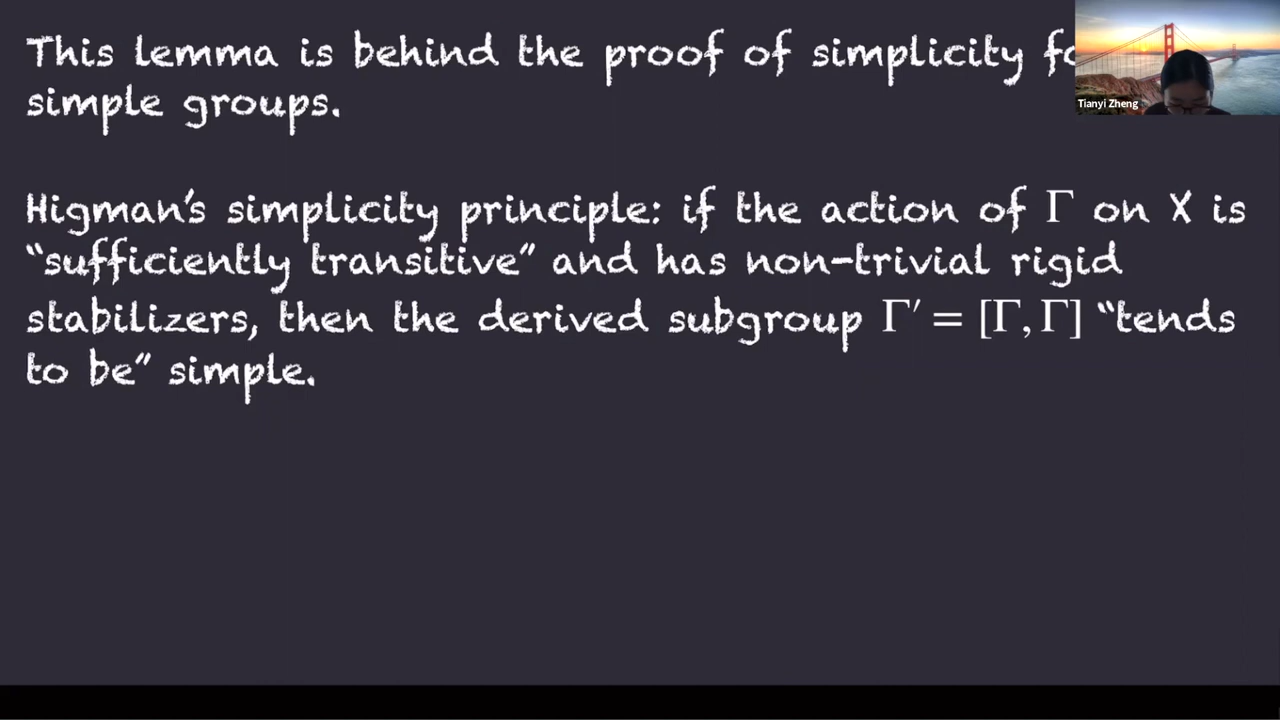 This lemma is behind the proof of simplicity
simple groups.
Tianyi Zheng
Higman's simplicity principle: if the action of Γ on X is
“sufficiently transitive” and has non-trivial rigid
stabilizers, then the derived subgroup Γ′ = [Γ, Γ] “tends
to be” simple.